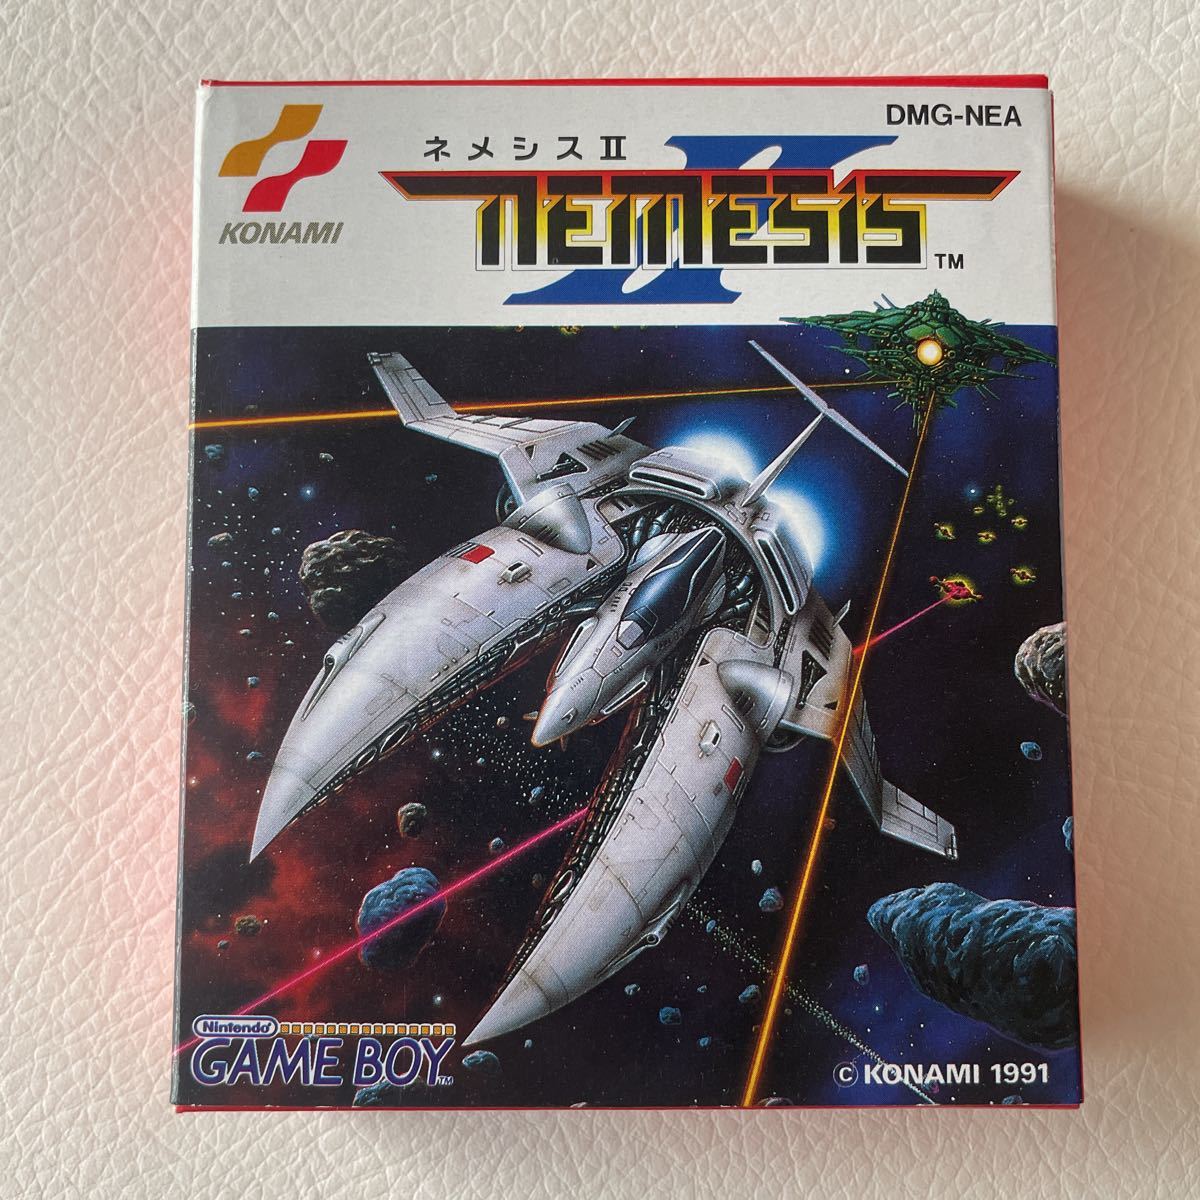 DMG-NEA
ネメシスⅡ
KONAMI
NEMESIS II
TM
Nintendo
GAME BOY TM
© KONAMI 1991